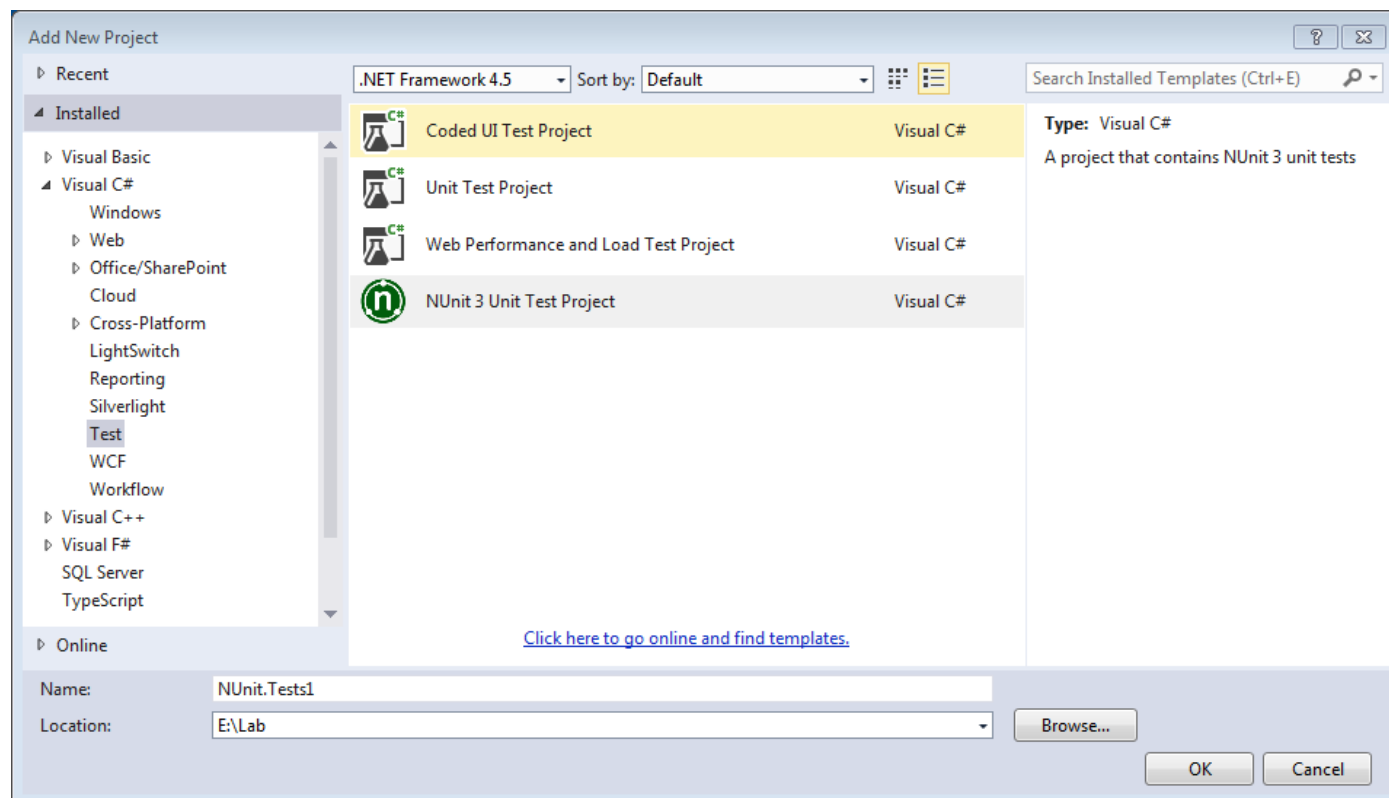 Add New Project
Recent
Installed
Visual Basic
Visual C#
Windows
Web
Office/SharePoint
Cloud
Cross-Platform
LightSwitch
Reporting
Silverlight
Test
WCF
Workflow
Visual C++
Visual F#
SQL Server
TypeScript
Online
.NET Framework 4.5 Sort by: Default
C# Coded UI Test Project Visual C#
C# Unit Test Project Visual C#
C# Web Performance and Load Test Project Visual C#
n NUnit 3 Unit Test Project Visual C#
Click here to go online and find templates.
Search Installed Templates (Ctrl+E)
Type: Visual C#
A project that contains NUnit 3 unit tests
Name: NUnit.Tests1
Location: E:\Lab Browse...
OK Cancel